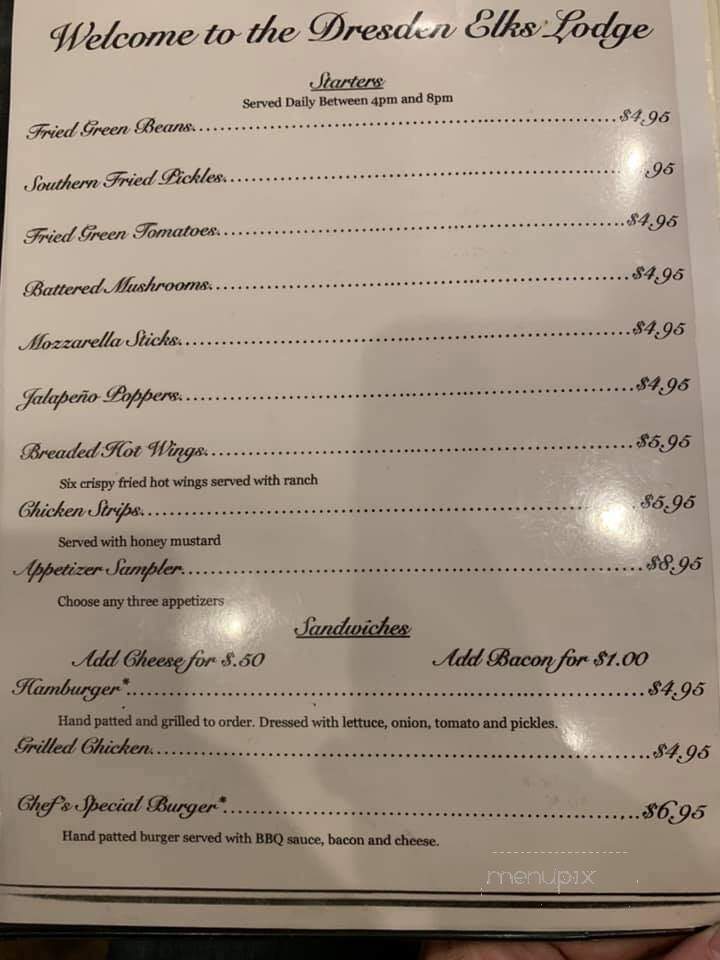 Welcome to the Dresden Elks Lodge
Starters
Served Daily Between 4pm and 8pm
Fried Green Beans.....$4.95
Southern Fried Pickles.....95
Fried Green Tomatoes.....$4.95
Battered Mushrooms.....$4.95
Mozzarella Sticks.....$4.95
Jalapeño Poppers.....$4.95
Breaded Hot Wings.....$5.95
Six crispy fried hot wings served with ranch
Chicken Strips.....$5.95
Served with honey mustard
Appetizer Sampler.....$8.95
Choose any three appetizers
Sandwiches
Add Cheese for $.50 Add Bacon for $1.00
Hamburger*.....$4.95
Hand patted and grilled to order. Dressed with lettuce, onion, tomato and pickles.
Grilled Chicken.....$4.95
Chef's Special Burger*.....$6.95
Hand patted burger served with BBQ sauce, bacon and cheese.
menupix